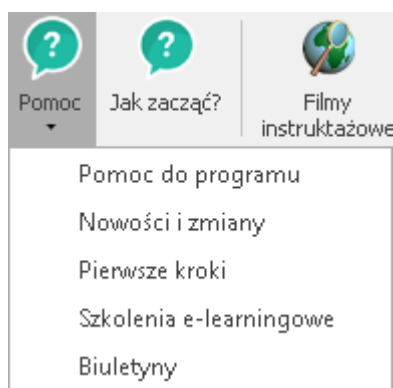 Pomoc
Jak zacząć?
Filmy
instruktażowe
Pomoc do programu
Nowości i zmiany
Pierwsze kroki
Szkolenia e-learningowe
Biuletyny